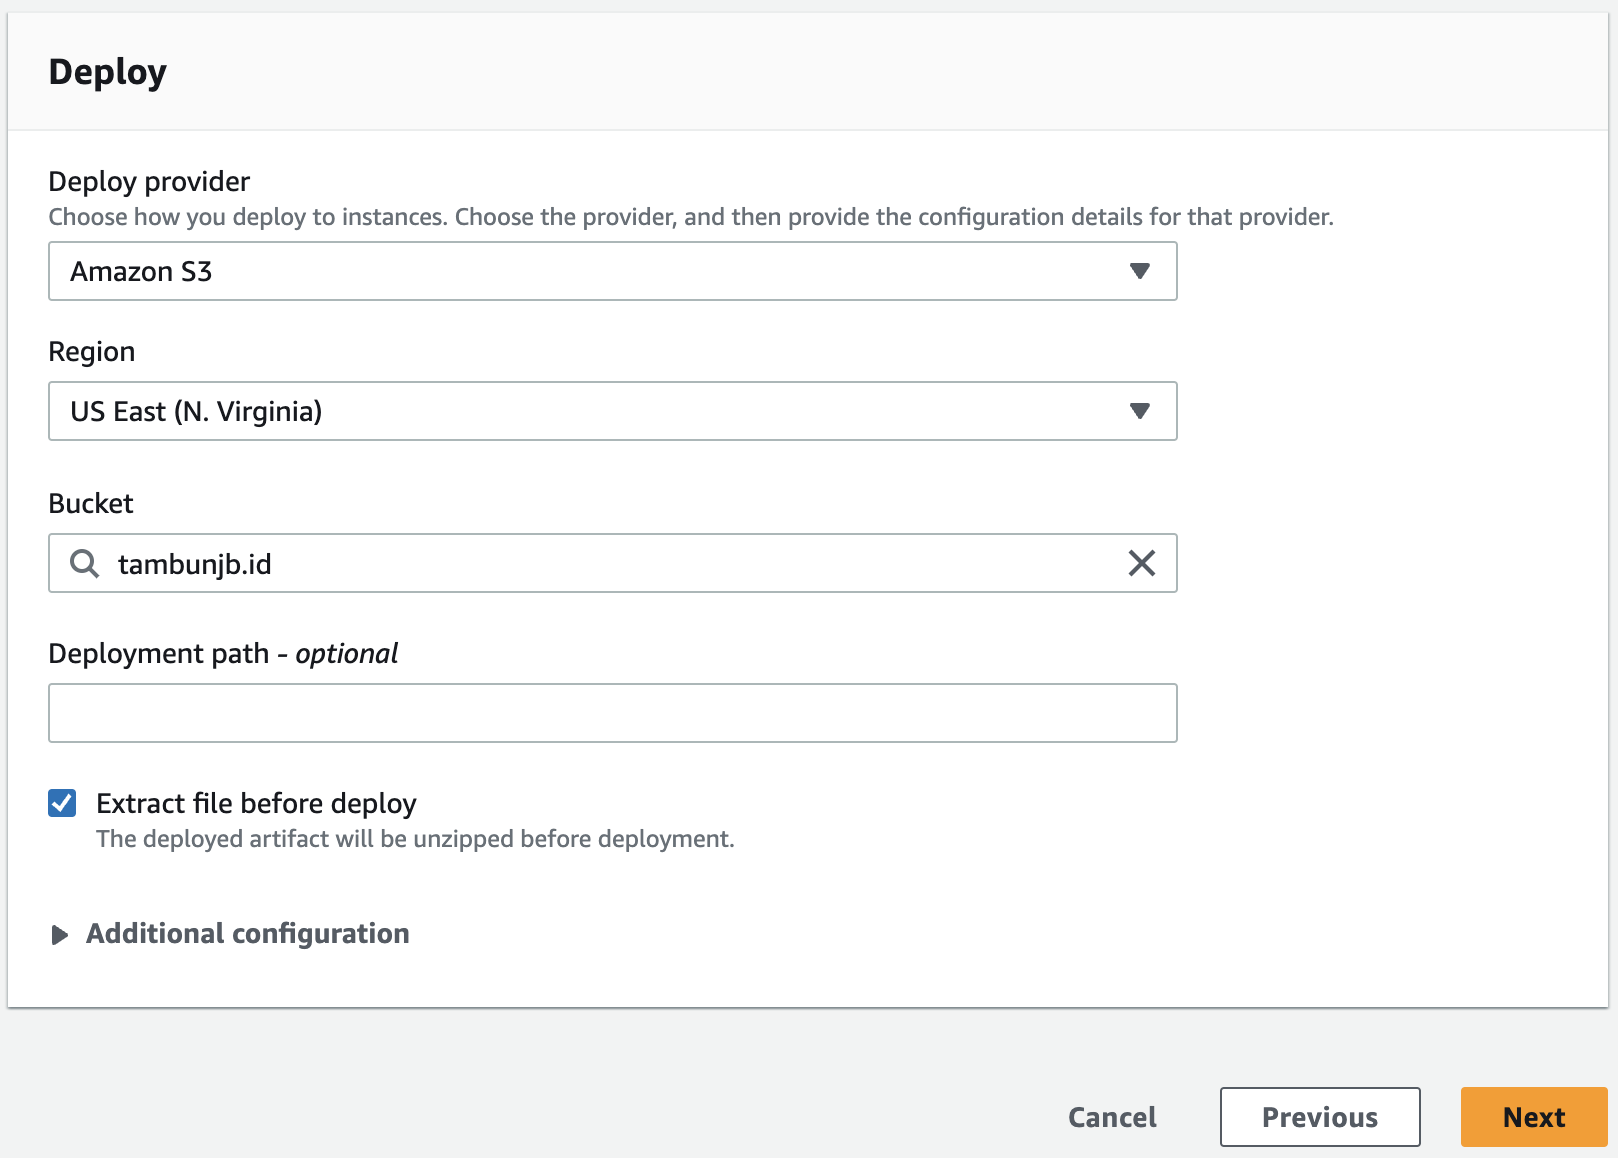 Deploy
Deploy provider
Choose how you deploy to instances. Choose the provider, and then provide the configuration details for that provider.
Amazon S3
Region
US East (N. Virginia)
Bucket
tambunjb.id
Deployment path - optional
Extract file before deploy
The deployed artifact will be unzipped before deployment.
Additional configuration
Cancel
Previous
Next